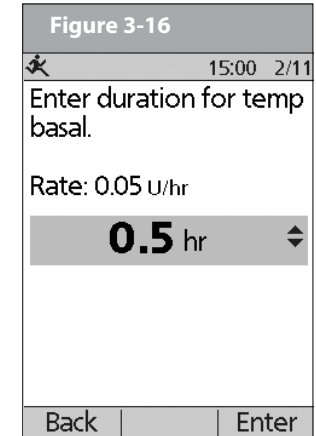 Figure 3-16
15:00 2/11
Enter duration for temp
basal.
Rate: 0.05 U/hr
0.5 hr
Back Enter